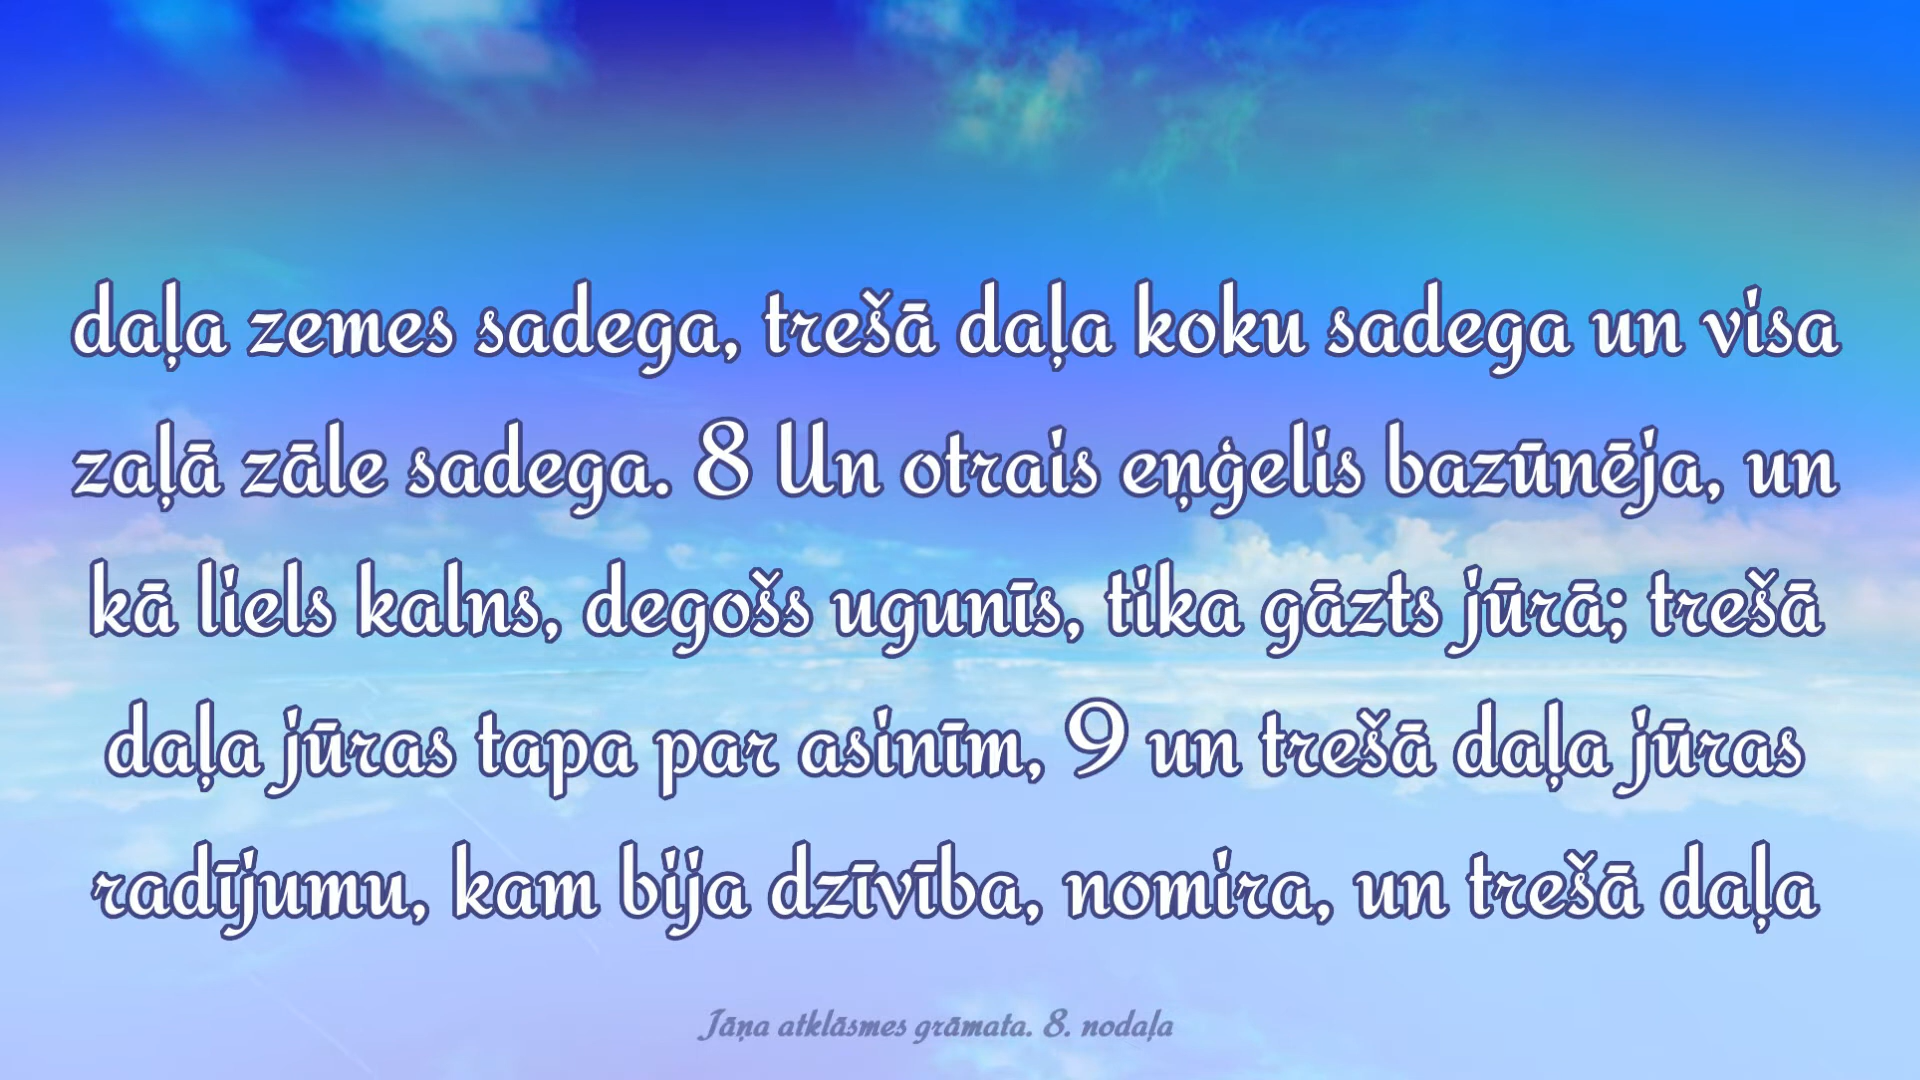 daļa zemes sadega, trešā daļa koku sadega un visa
zaļā zāle sadega. 8 Un otrais eņģelis bazūnēja, un
kā liels kalns, degošs ugunīs, tika gāzts jūrā; trešā
daļa jūras tapa par asinīm, 9 un trešā daļa jūras
radījumu, kam bija dzīvība, nomira, un trešā daļa
Jāņa atklāsmes grāmata. 8. nodaļa